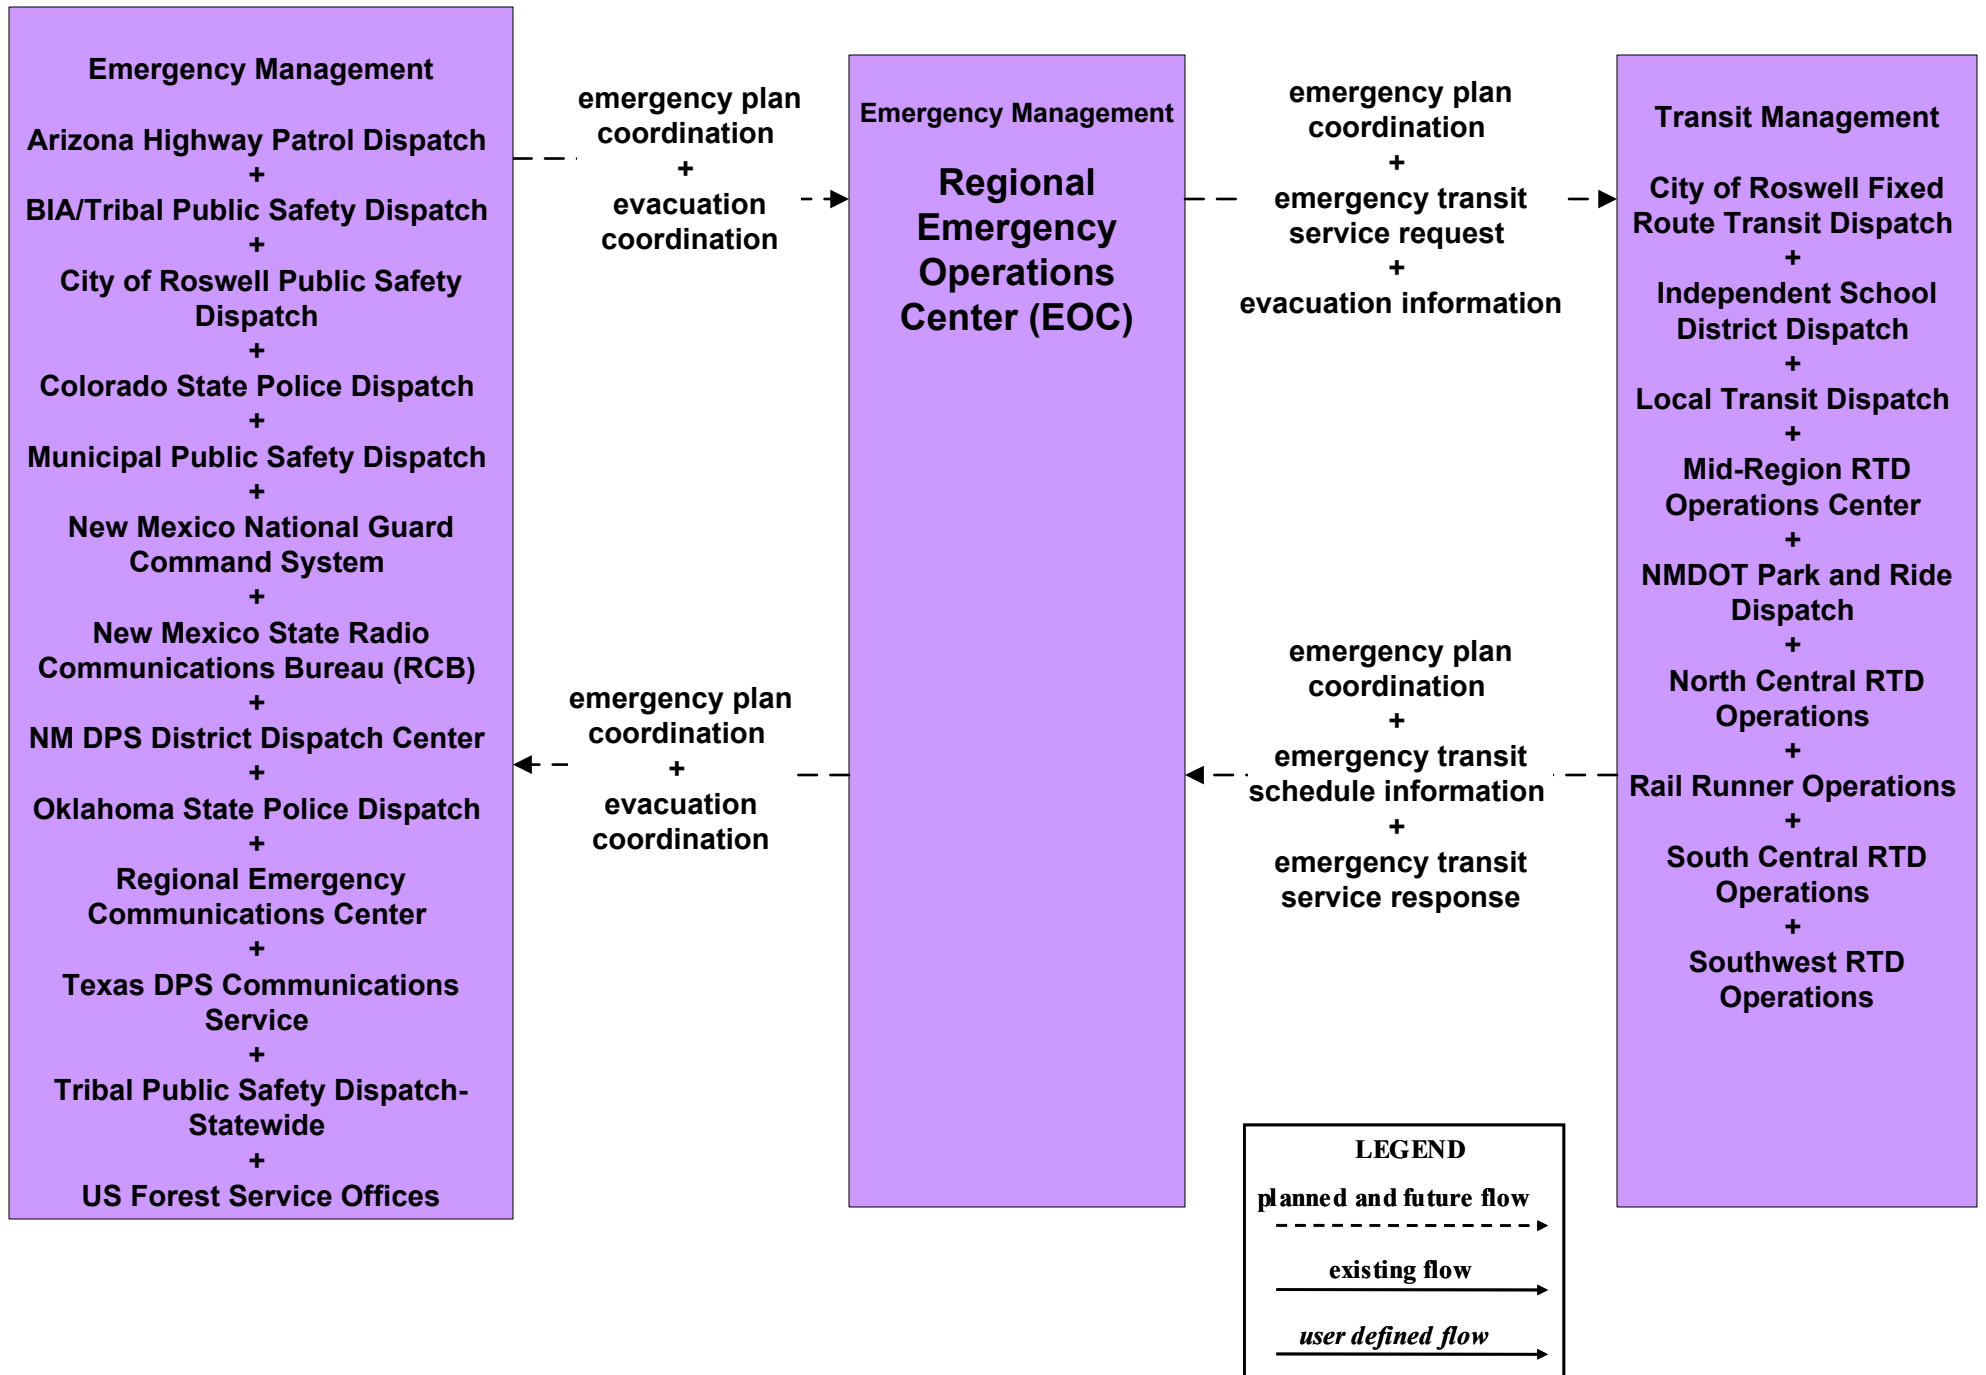 Emergency Management
Arizona Highway Patrol Dispatch
+
BIA/Tribal Public Safety Dispatch
+
City of Roswell Public Safety
Dispatch
+
Colorado State Police Dispatch
+
Municipal Public Safety Dispatch
+
New Mexico National Guard
Command System
+
New Mexico State Radio
Communications Bureau (RCB)
+
NM DPS District Dispatch Center
+
Oklahoma State Police Dispatch
+
Regional Emergency
Communications Center
+
Texas DPS Communications
Service
+
Tribal Public Safety Dispatch-
Statewide
+
US Forest Service Offices
emergency plan
coordination
+
evacuation
coordination
emergency plan
coordination
+
evacuation
coordination
Emergency Management
Regional
Emergency
Operations
Center (EOC)
emergency plan
coordination
+
emergency transit
service request
+
evacuation information
emergency plan
coordination
+
emergency transit
schedule information
+
emergency transit
service response
Transit Management
City of Roswell Fixed
Route Transit Dispatch
+
Independent School
District Dispatch
+
Local Transit Dispatch
+
Mid-Region RTD
Operations Center
+
NMDOT Park and Ride
Dispatch
+
North Central RTD
Operations
+
Rail Runner Operations
+
South Central RTD
Operations
+
Southwest RTD
Operations
LEGEND
planned and future flow
existing flow
user defined flow